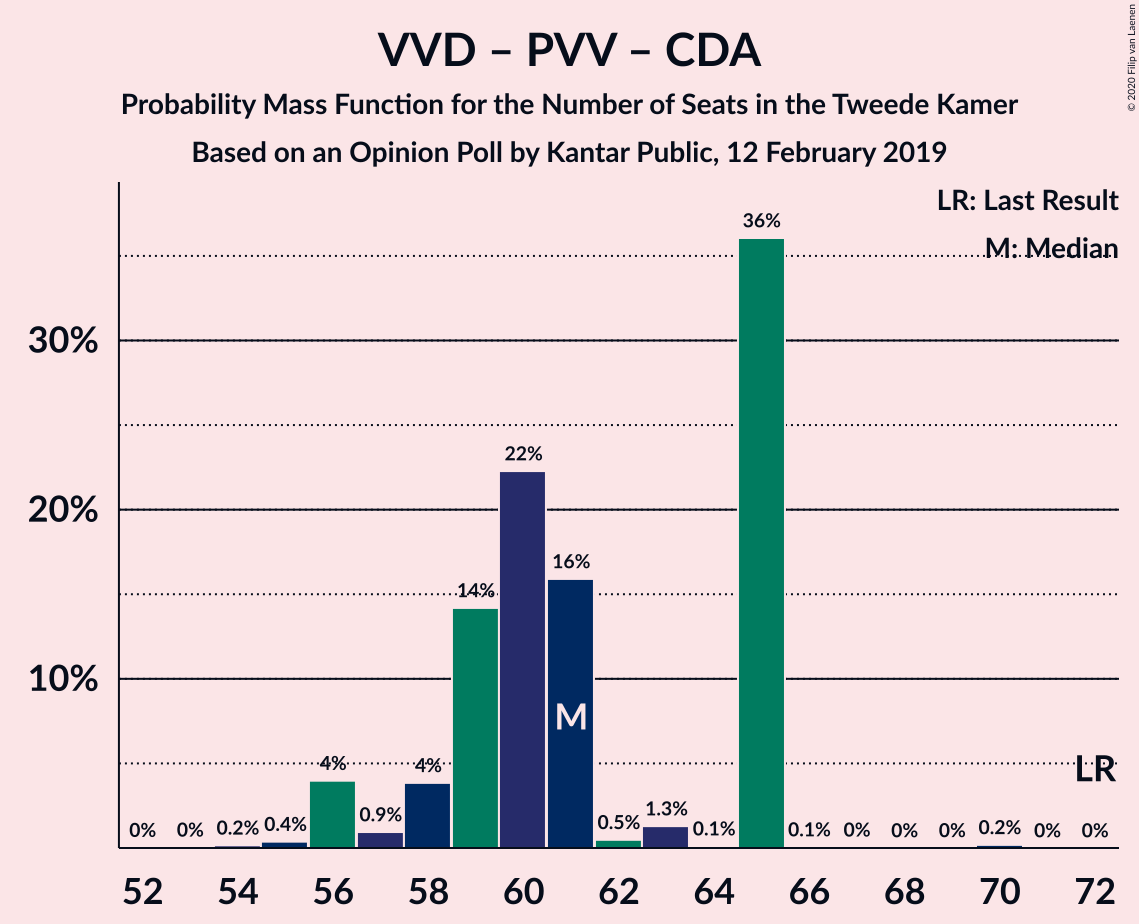 VVD – PVV – CDA
Probability Mass Function for the Number of Seats in the Tweede Kamer
Based on an Opinion Poll by Kantar Public, 12 February 2019
© 2020 Filip van Laenen
LR: Last Result
M: Median
30%
20%
10%
0% 0% 0.2% 0.4% 4% 0.9% 4% 14% 22% 16% 0.5% 1.3% 0.1% 36% 0.1% 0% 0% 0% 0.2% 0% 0%
M
LR
52 54 56 58 60 62 64 66 68 70 72